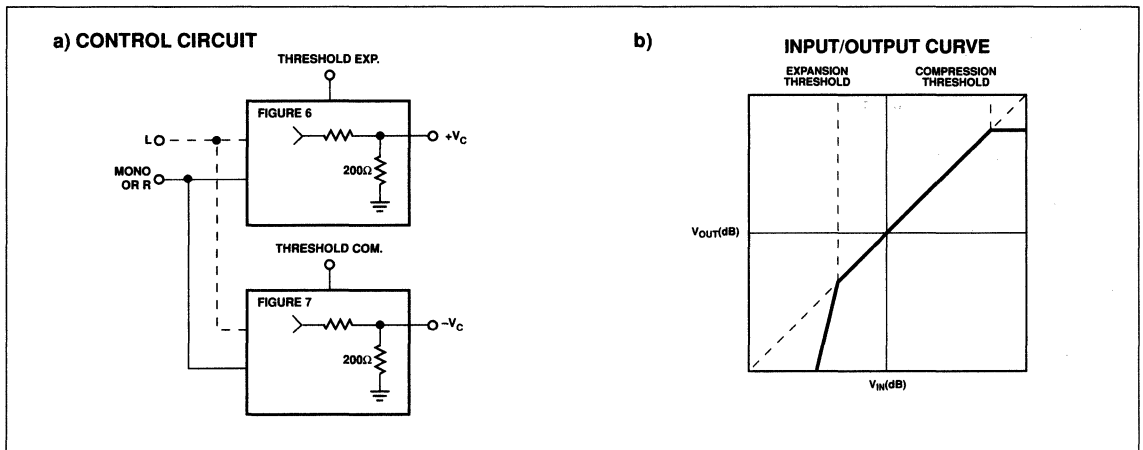 a) CONTROL CIRCUIT
THRESHOLD EXP.
FIGURE 6
L
+VC
MONO
OR R
200Ω
THRESHOLD COM.
FIGURE 7
–VC
200Ω
b)
INPUT/OUTPUT CURVE
EXPANSION
THRESHOLD
COMPRESSION
THRESHOLD
VOUT(dB)
VIN(dB)